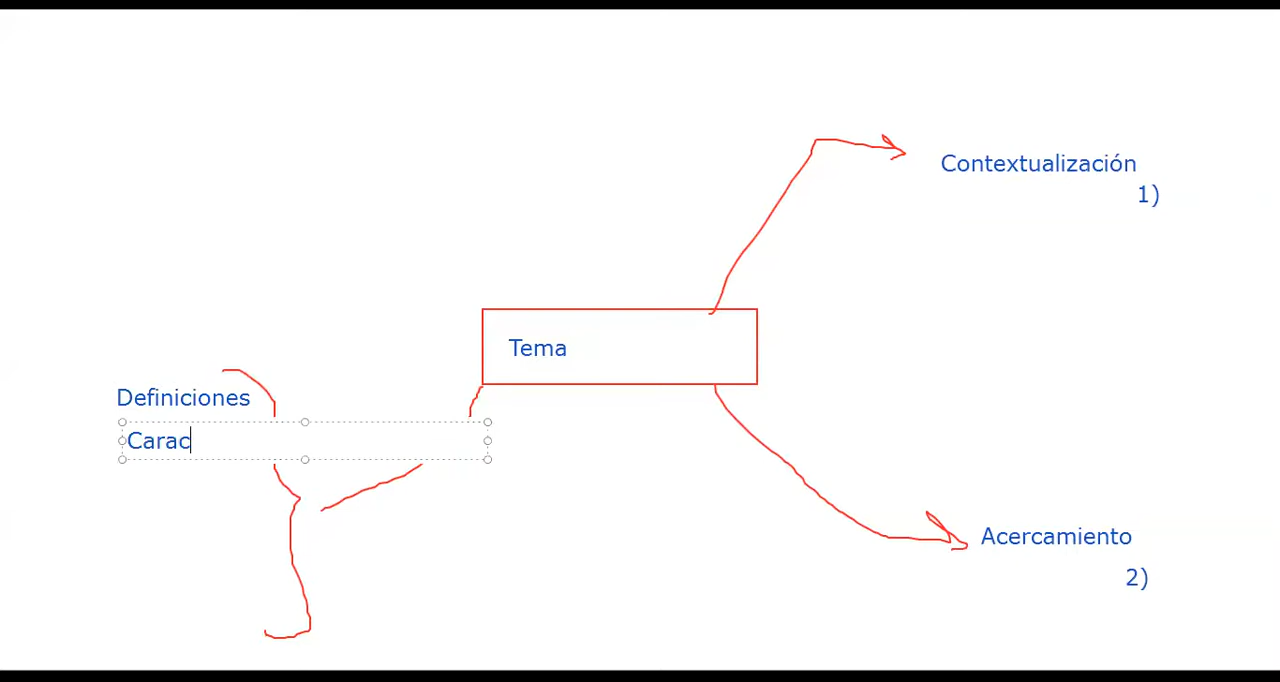 Contextualización
1)
Tema
Definiciones
Carac
Acercamiento
2)